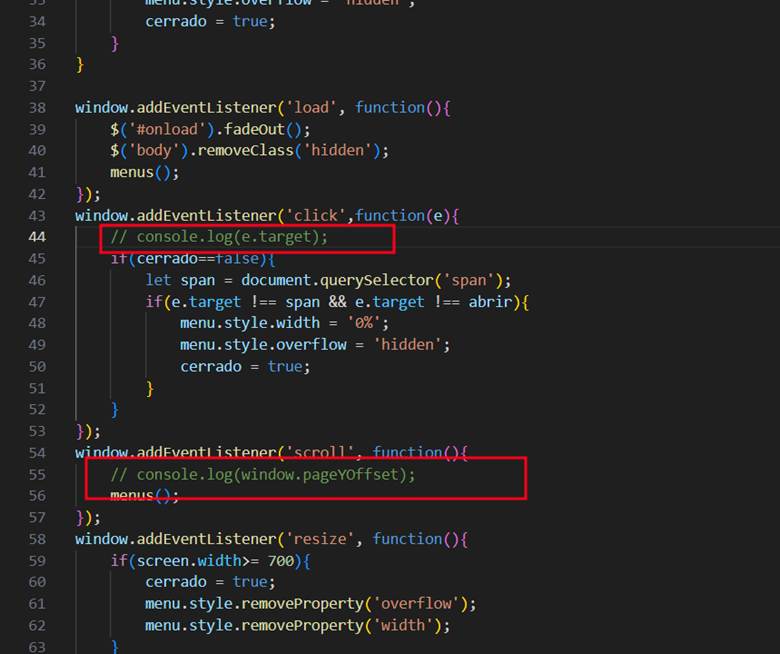 33 menu.style.overflow = 'hidden';
34 cerrado = true;
35 }
36 }
37
38 window.addEventListener('load', function(){
39 $('#onload').fadeOut();
40 $('body').removeClass('hidden');
41 menus();
42 });
43 window.addEventListener('click',function(e){
44 // console.log(e.target);
45 if(cerrado==false){
46 let span = document.querySelector('span');
47 if(e.target !== span && e.target !== abrir){
48 menu.style.width = '0%';
49 menu.style.overflow = 'hidden';
50 cerrado = true;
51 }
52 }
53 });
54 window.addEventListener('scroll', function(){
55 // console.log(window.pageYOffset);
56 menus();
57 });
58 window.addEventListener('resize', function(){
59 if(screen.width>= 700){
60 cerrado = true;
61 menu.style.removeProperty('overflow');
62 menu.style.removeProperty('width');
63 }